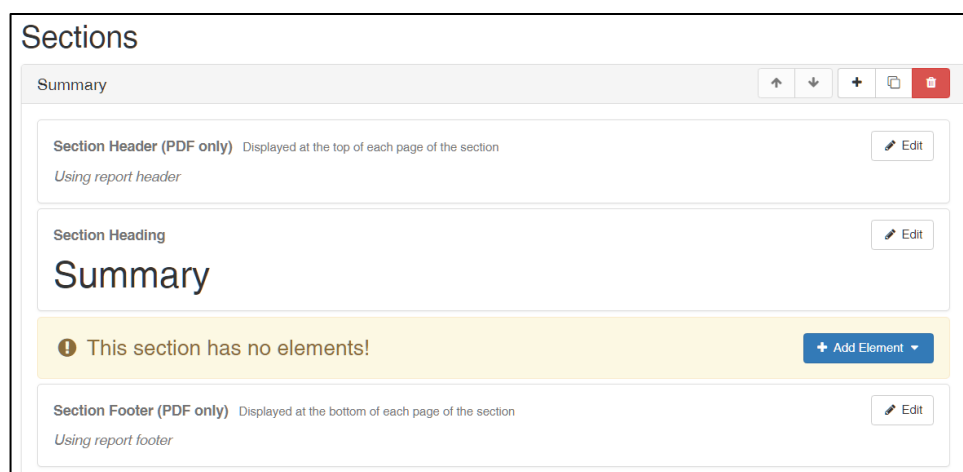 Sections
Summary
Section Header (PDF only) Displayed at the top of each page of the section
Edit
Using report header
Section Heading
Edit
Summary
This section has no elements!
Add Element
Section Footer (PDF only) Displayed at the bottom of each page of the section
Edit
Using report footer